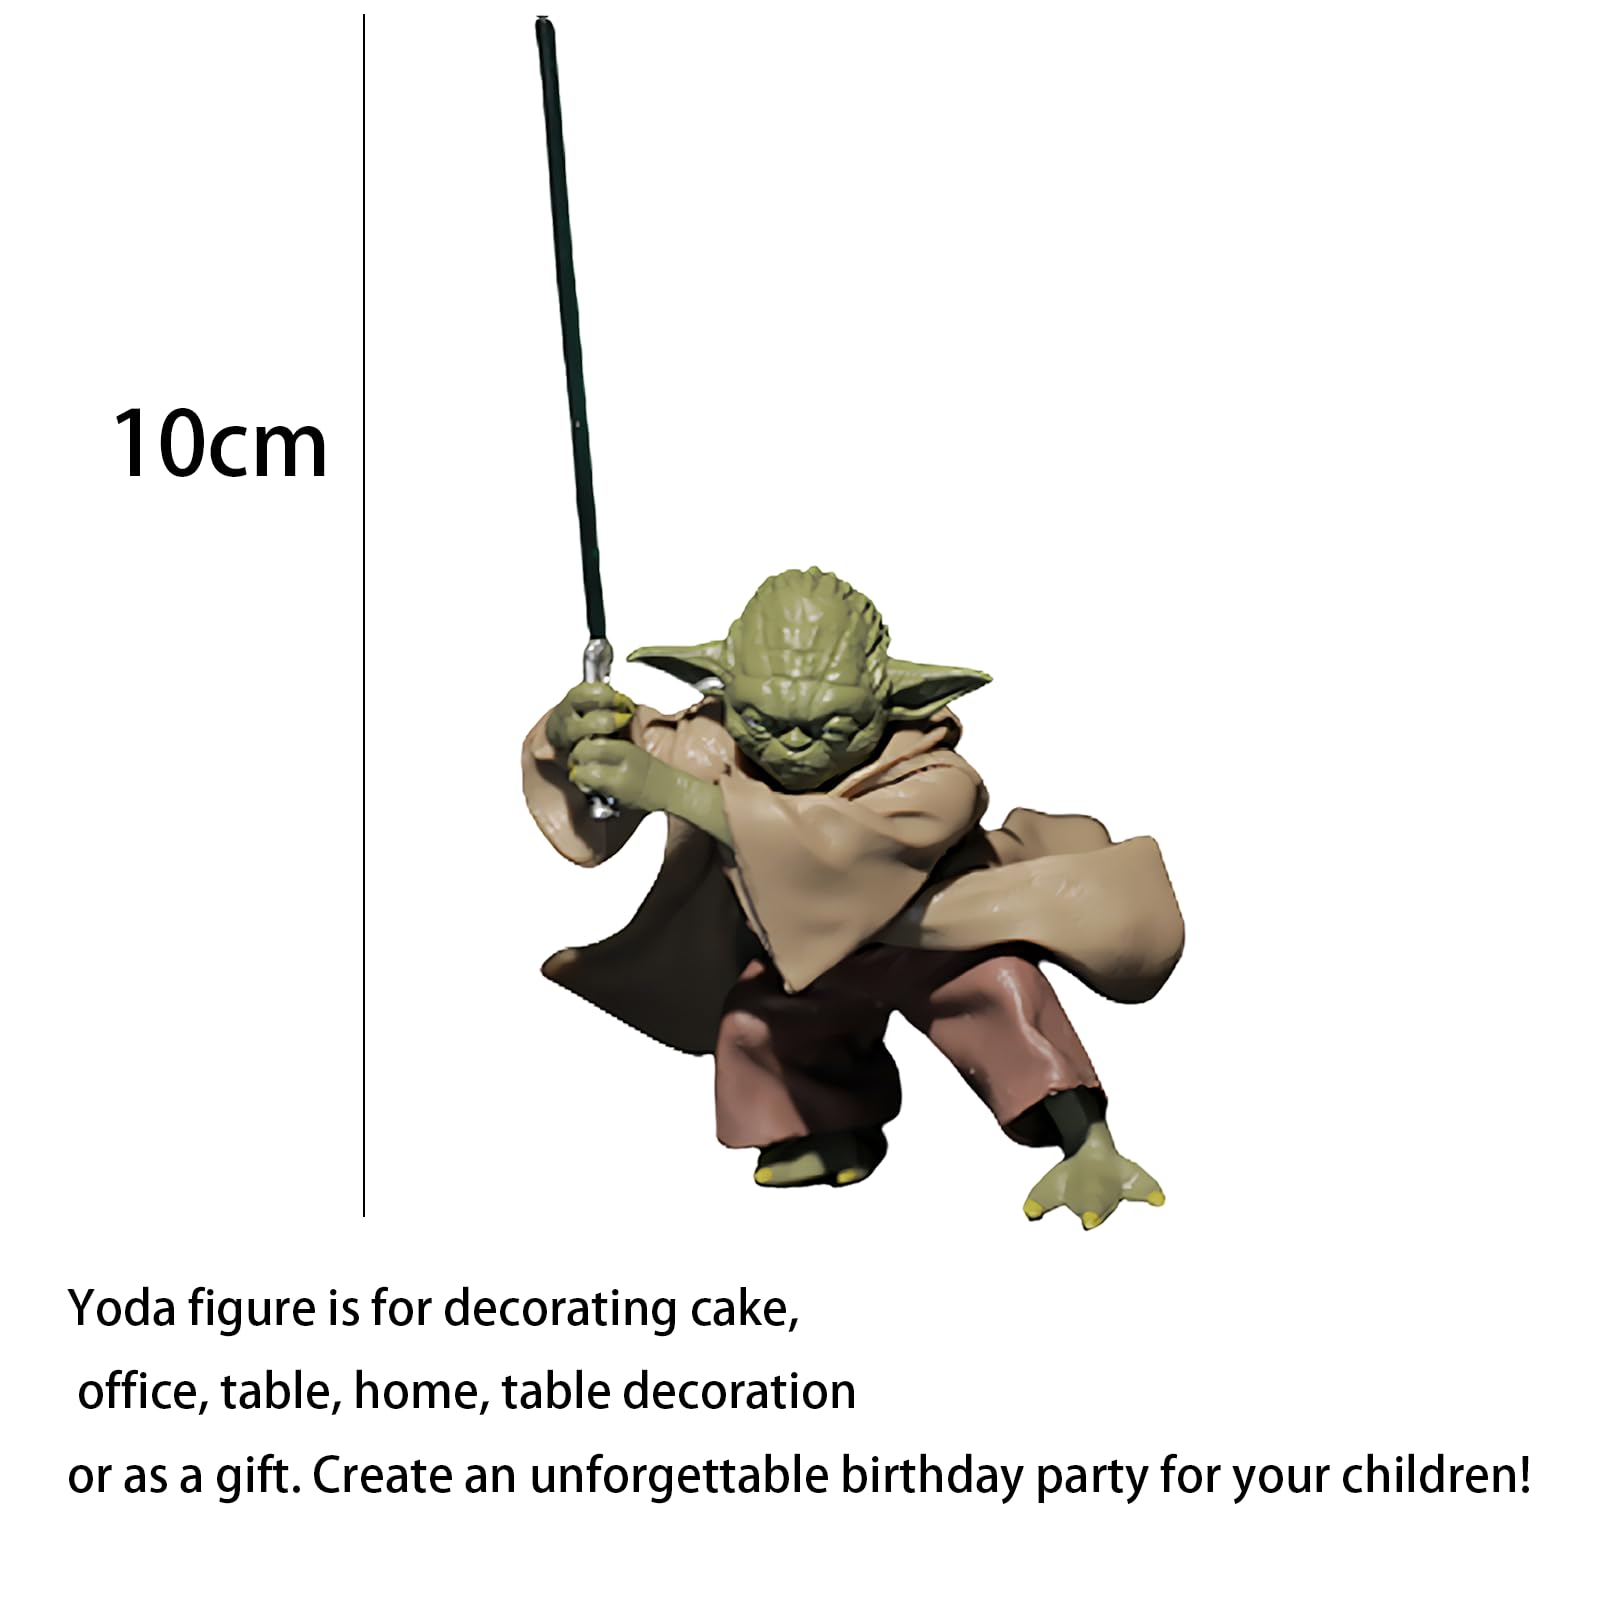 10cm
Yoda figure is for decorating cake,
office, table, home, table decoration
or as a gift. Create an unforgettable birthday party for your children!